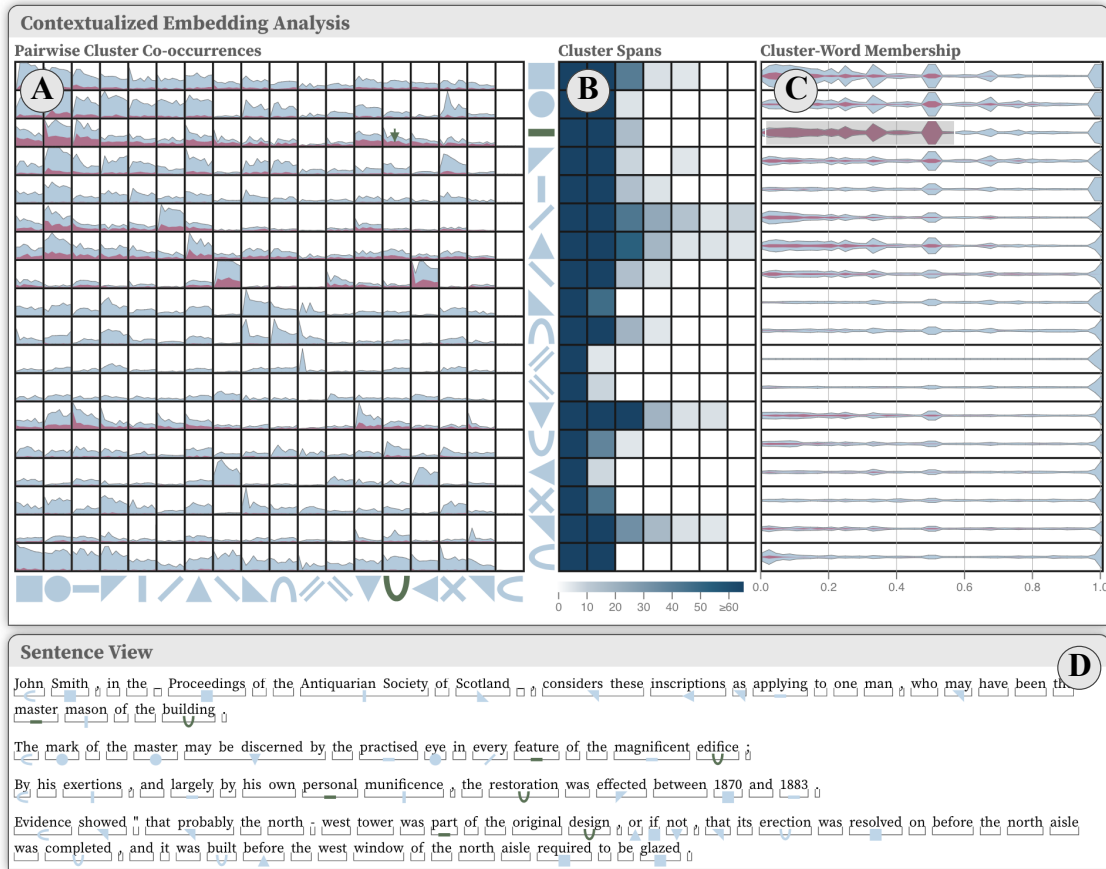 Contextualized Embedding Analysis
Pairwise Cluster Co-occurrences
Cluster Spans
Cluster-Word Membership
A
B
C
0 10 20 30 40 50 ≥60
0.0 0.2 0.4 0.6 0.8 1.0
Sentence View
D
John Smith , in the _ Proceedings of the Antiquarian Society of Scotland _ , considers these inscriptions as applying to one man , who may have been the
master mason of the building .
The mark of the master may be discerned by the practised eye in every feature of the magnificent edifice ;
By his exertions , and largely by his own personal munificence , the restoration was effected between 1870 and 1883 .
Evidence showed " that probably the north - west tower was part of the original design , or if not , that its erection was resolved on before the north aisle
was completed , and it was built before the west window of the north aisle required to be glazed .